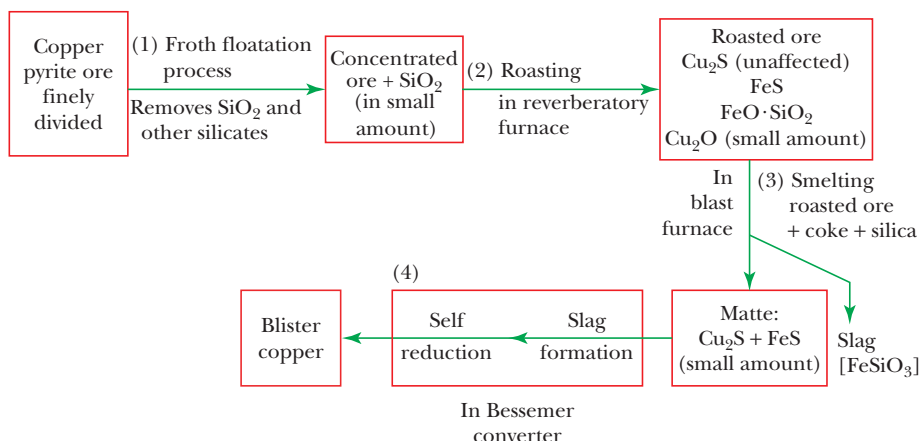 Copper
pyrite ore
finely
divided
(1) Froth floatation
process
Removes SiO₂ and
other silicates
Concentrated
ore + SiO₂
(in small
amount)
(2) Roasting
in reverberatory
furnace
Roasted ore
Cu₂S (unaffected)
FeS
FeO·SiO₂
Cu₂O (small amount)
In
blast
furnace
(3) Smelting
roasted ore
+ coke + silica
Slag
[FeSiO₃]
Matte:
Cu₂S + FeS
(small amount)
(4)
Slag
formation
Self
reduction
In Bessemer
converter
Blister
copper